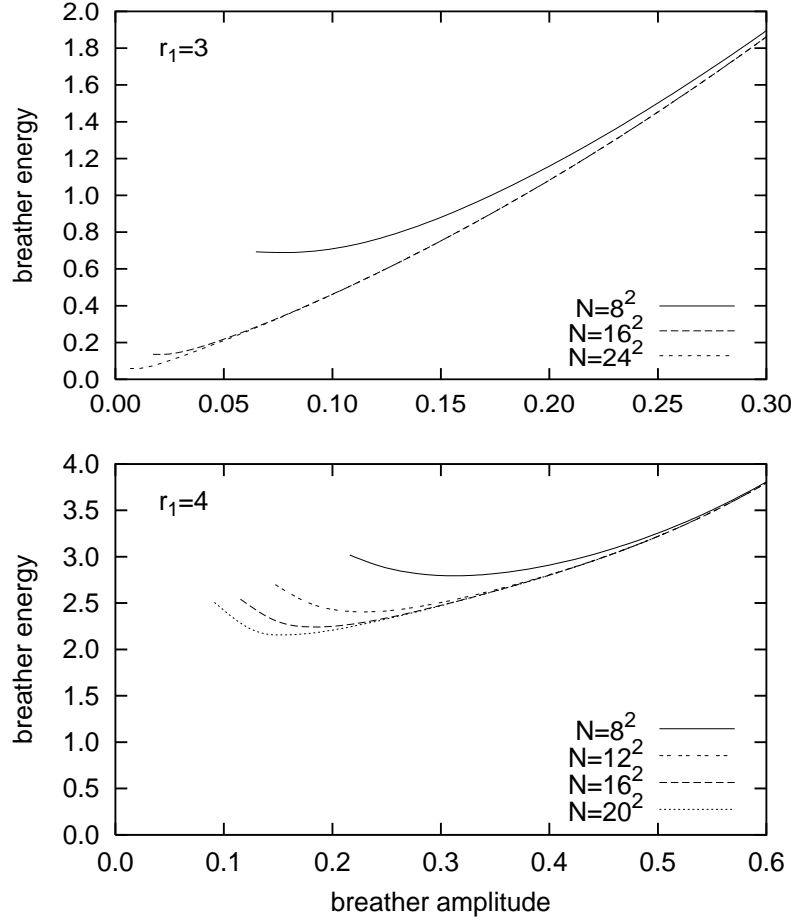 2.0
1.8
1.6
1.4
1.2
1.0
0.8
0.6
0.4
0.2
0.0
breather energy
r₁=3
N=8²
N=16²
N=24²
0.00 0.05 0.10 0.15 0.20 0.25 0.30
4.0
3.5
3.0
2.5
2.0
1.5
1.0
0.5
0.0
breather energy
r₁=4
N=8²
N=12²
N=16²
N=20²
0.0 0.1 0.2 0.3 0.4 0.5 0.6
breather amplitude